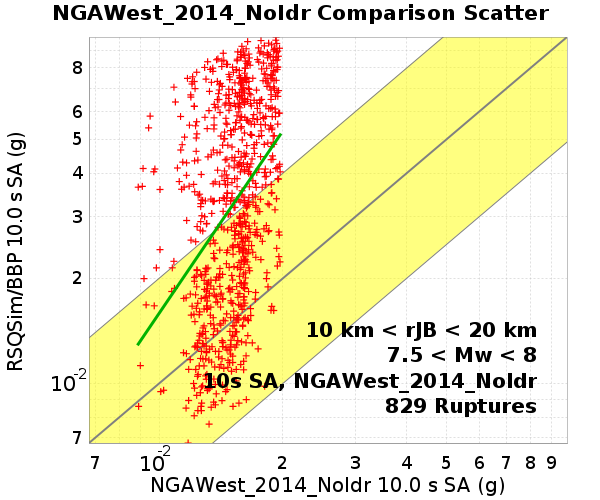 NGAWest_2014_NoIdr Comparison Scatter
RSQSim/BBP 10.0 s SA (g)
8
6
5
4
3
2
10⁻²
7
10 km < rJB < 20 km
7.5 < Mw < 8
10s SA, NGAWest_2014_NoIdr
829 Ruptures
7 10⁻² 2 3 4 5 6 7 8 9
NGAWest_2014_NoIdr 10.0 s SA (g)